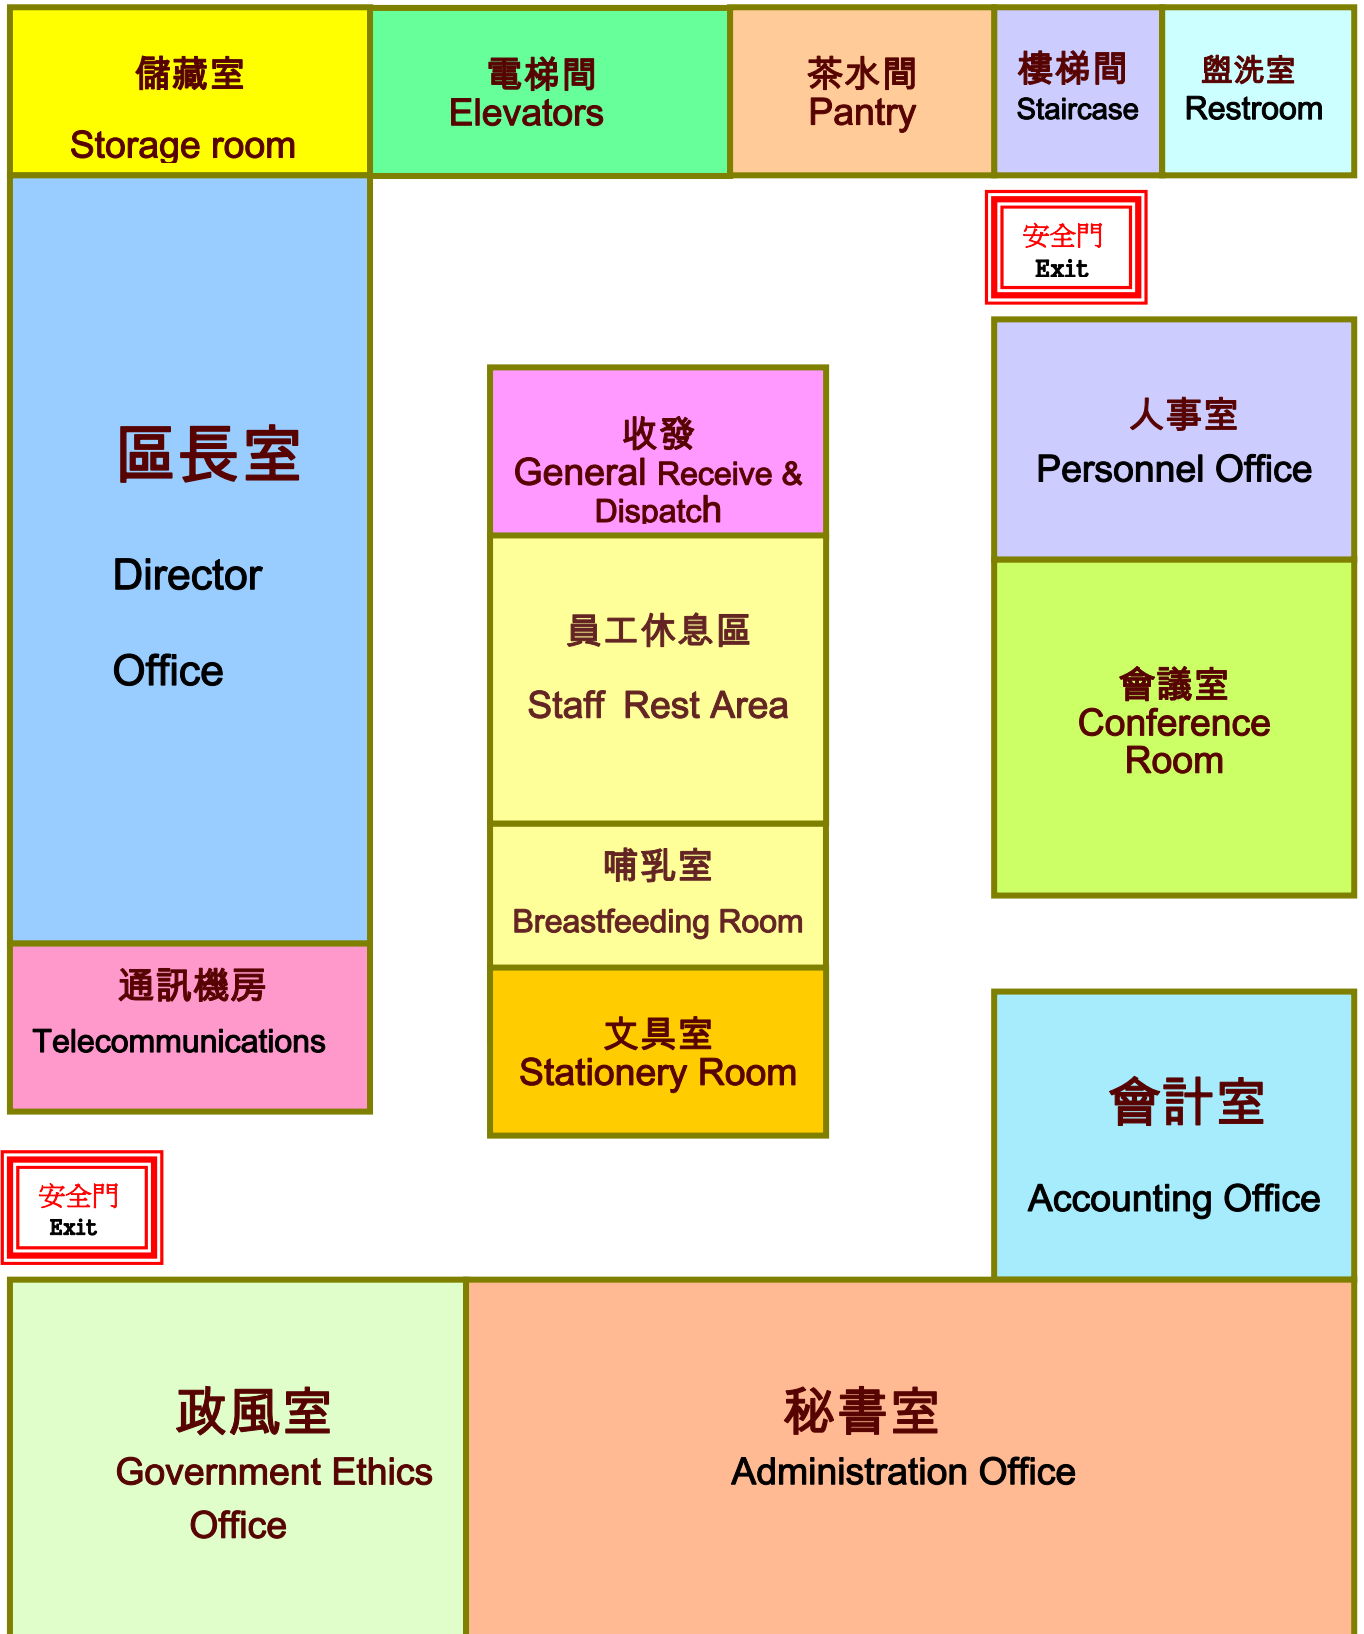 儲藏室
Storage room
電梯間
Elevators
茶水間
Pantry
樓梯間
Staircase
盥洗室
Restroom
安全門
Exit
區長室
Director
Office
收發
General Receive &
Dispatch
人事室
Personnel Office
員工休息區
Staff  Rest Area
會議室
Conference
Room
哺乳室
Breastfeeding Room
通訊機房
Telecommunications
文具室
Stationery Room
會計室
Accounting Office
安全門
Exit
政風室
Government Ethics
Office
秘書室
Administration Office